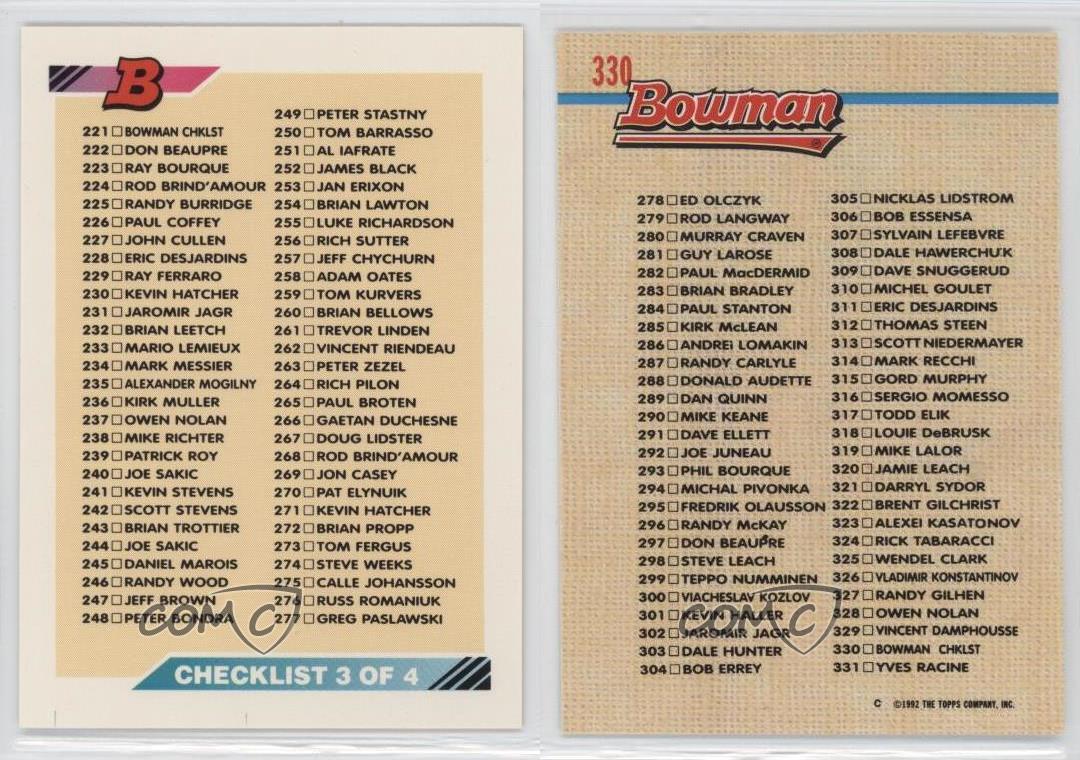 B
221 BOWMAN CHKLST
222 DON BEAUPRE
223 RAY BOURQUE
224 ROD BRIND'AMOUR
225 RANDY BURRIDGE
226 PAUL COFFEY
227 JOHN CULLEN
228 ERIC DESJARDINS
229 RAY FERRARO
230 KEVIN HATCHER
231 JAROMIR JAGR
232 BRIAN LEETCH
233 MARIO LEMIEUX
234 MARK MESSIER
235 ALEXANDER MOGILNY
236 KIRK MULLER
237 OWEN NOLAN
238 MIKE RICHTER
239 PATRICK ROY
240 JOE SAKIC
241 KEVIN STEVENS
242 SCOTT STEVENS
243 BRIAN TROTTIER
244 JOE SAKIC
245 DANIEL MAROIS
246 RANDY WOOD
247 JEFF BROWN
248 PETER BONDRA
249 PETER STASTNY
250 TOM BARRASSO
251 AL IAFRATE
252 JAMES BLACK
253 JAN ERIXON
254 BRIAN LAWTON
255 LUKE RICHARDSON
256 RICH SUTTER
257 JEFF CHYCHURN
258 ADAM OATES
259 TOM KURVERS
260 BRIAN BELLOWS
261 TREVOR LINDEN
262 VINCENT RIENDEAU
263 PETER ZEZEL
264 RICH PILON
265 PAUL BROTEN
266 GAETAN DUCHESNE
267 DOUG LIDSTER
268 ROD BRIND'AMOUR
269 JON CASEY
270 PAT ELYNUIK
271 KEVIN HATCHER
272 BRIAN PROPP
273 TOM FERGUS
274 STEVE WEEKS
275 CALLE JOHANSSON
276 RUSS ROMANIUK
277 GREG PASLAWSKI
COMC
CHECKLIST 3 OF 4
330
Bowman
278 ED OLCZYK
279 ROD LANGWAY
280 MURRAY CRAVEN
281 GUY LAROSE
282 PAUL MacDERMID
283 BRIAN BRADLEY
284 PAUL STANTON
285 KIRK McLEAN
286 ANDREI LOMAKIN
287 RANDY CARLYLE
288 DONALD AUDETTE
289 DAN QUINN
290 MIKE KEANE
291 DAVE ELLETT
292 JOE JUNEAU
293 PHIL BOURQUE
294 MICHAL PIVONKA
295 FREDRIK OLAUSSON
296 RANDY McKAY
297 DON BEAUPRE
298 STEVE LEACH
299 TEPPO NUMMINEN
300 VIACHESLAV KOZLOV
301 KEVIN HALLER
302 JAROMIR JAGR
303 DALE HUNTER
304 BOB ERREY
305 NICKLAS LIDSTROM
306 BOB ESSENSA
307 SYLVAIN LEFEBVRE
308 DALE HAWERCHUK
309 DAVE SNUGGERUD
310 MICHEL GOULET
311 ERIC DESJARDINS
312 THOMAS STEEN
313 SCOTT NIEDERMAYER
314 MARK RECCHI
315 GORD MURPHY
316 SERGIO MOMESSO
317 TODD ELIK
318 LOUIE DeBRUSK
319 MIKE LALOR
320 JAMIE LEACH
321 DARRYL SYDOR
322 BRENT GILCHRIST
323 ALEXEI KASATONOV
324 RICK TABARACCI
325 WENDEL CLARK
326 VLADIMIR KONSTANTINOV
327 RANDY GILHEN
328 OWEN NOLAN
329 VINCENT DAMPHOUSSE
330 BOWMAN CHKLST
331 YVES RACINE
COMC
C ©1992 THE TOPPS COMPANY, INC.